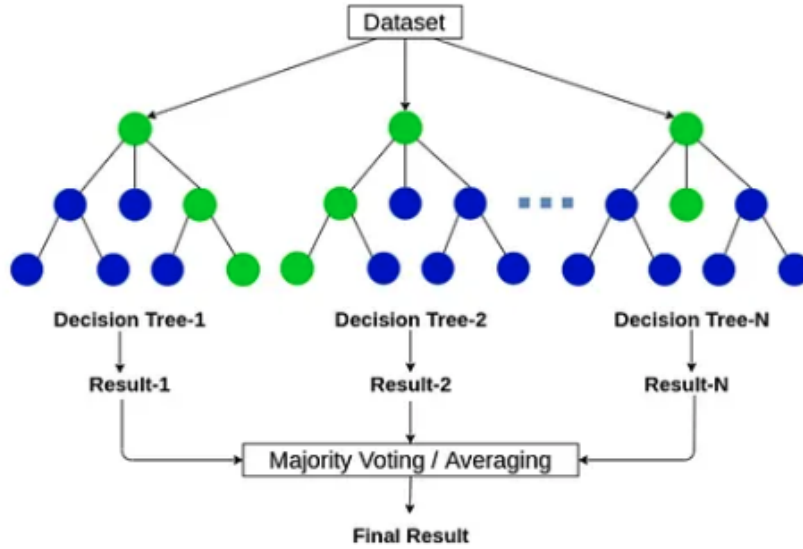 Dataset
Decision Tree-1
Decision Tree-2
Decision Tree-N
Result-1
Result-2
Result-N
Majority Voting / Averaging
Final Result